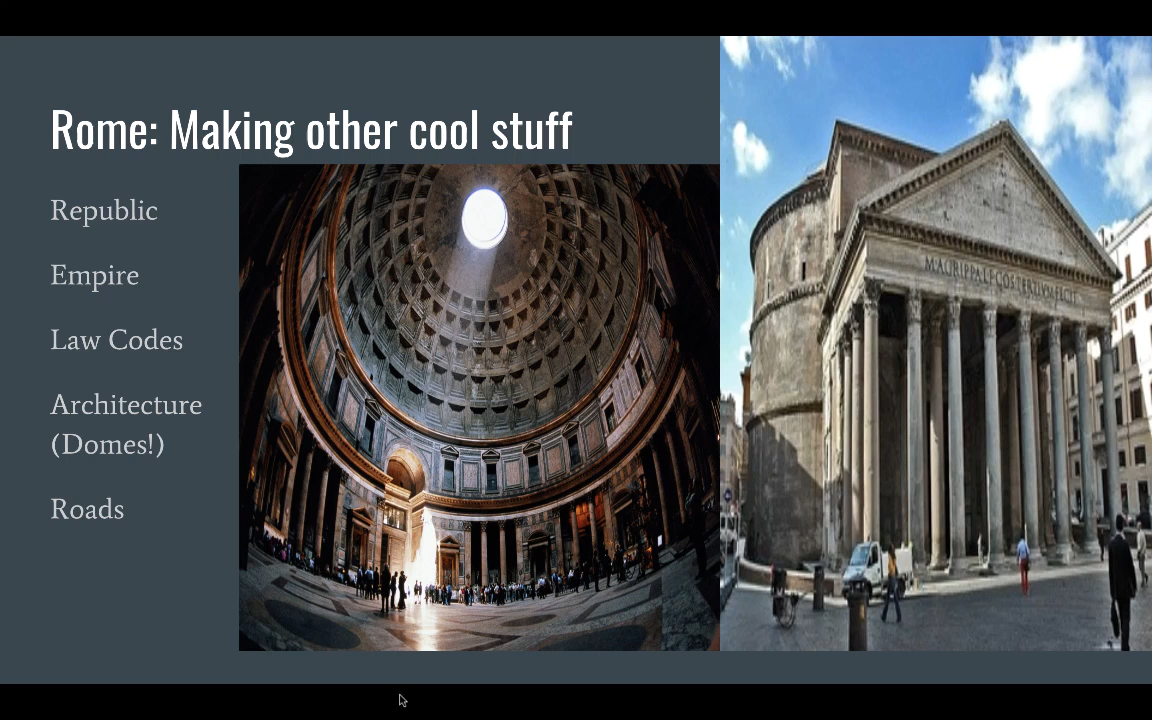 Rome: Making other cool stuff
Republic
Empire
Law Codes
Architecture
(Domes!)
Roads